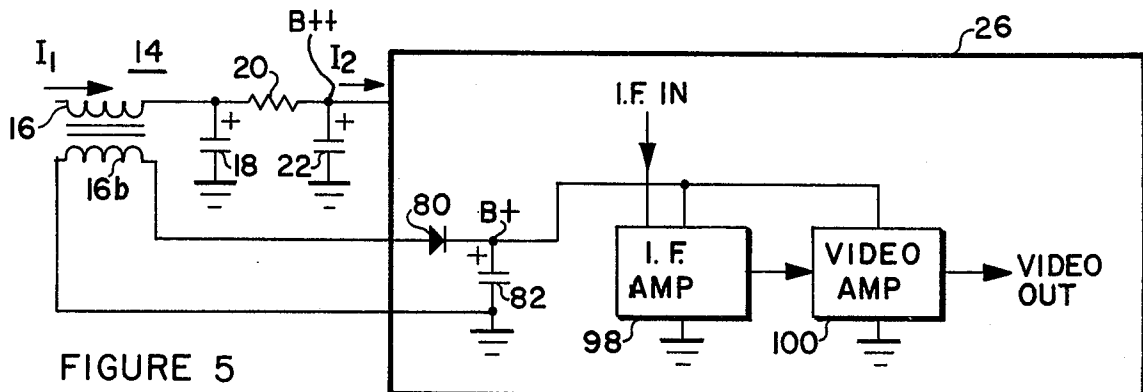 B++
26
I1
14
20
I2
I.F. IN
16
+
+
18
22
16b
80
B+
+
I. F.
AMP
VIDEO
AMP
VIDEO
OUT
82
98
100
FIGURE 5